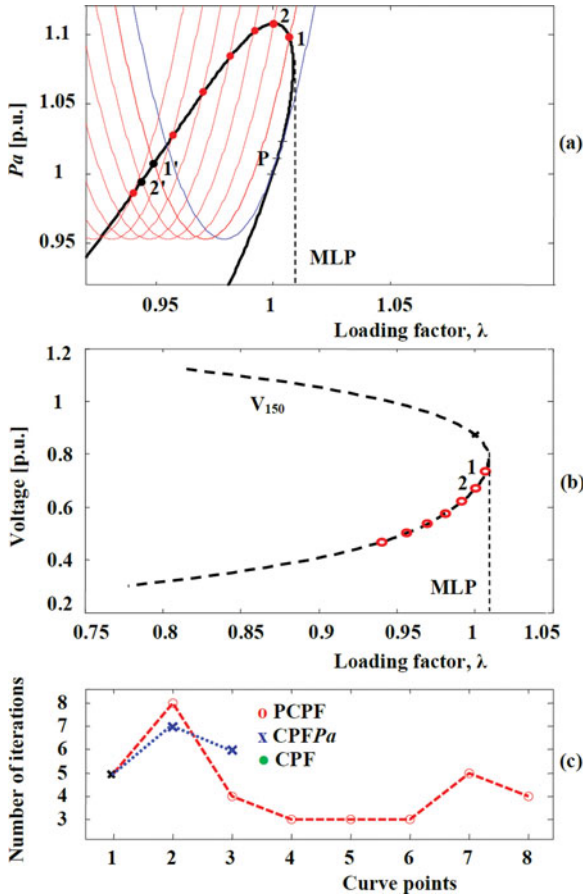 1.1
1.05
1
0.95
Pa [p.u.]
2
1
P
1'
2'
MLP
(a)
0.95
1
1.05
Loading factor, λ
1.2
1
0.8
0.6
0.4
0.2
Voltage [p.u.]
V150
1
2
MLP
(b)
0.75
0.8
0.85
0.9
0.95
1
1.05
Loading factor, λ
8
7
6
5
4
3
Number of iterations
PCPF
CPFPa
CPF
(c)
1
2
3
4
5
6
7
8
Curve points